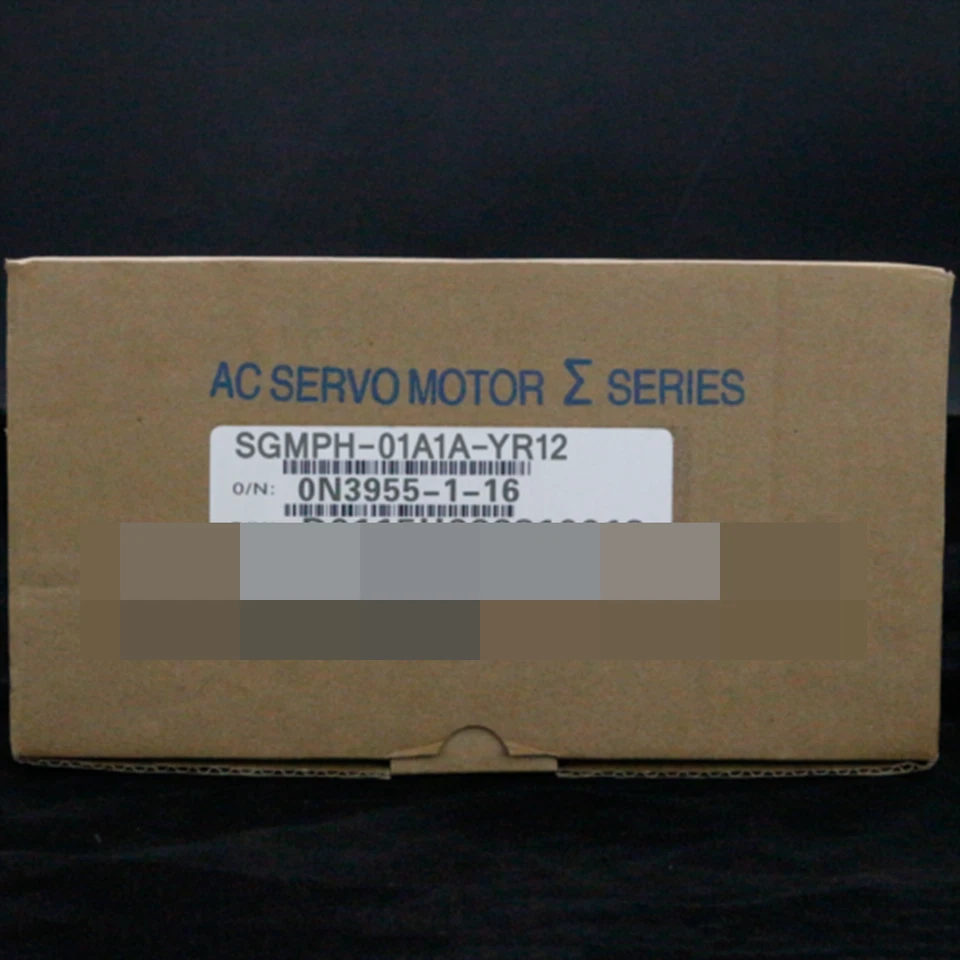 AC SERVO MOTOR Σ SERIES
SGMPH-01A1A-YR12
O/N: 0N3955-1-16